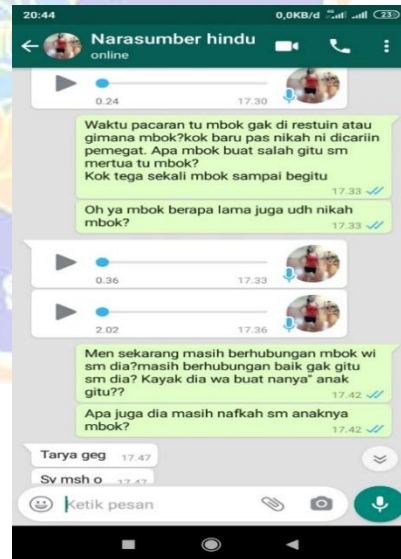 20:44
0,0KB/d
23
Narasumber hindu
online
0.24 17.30
Waktu pacaran tu mbok gak di restuin atau
gimana mbok?kok baru pas nikah ni dicariin
pemegat. Apa mbok buat salah gitu sm
mertua tu mbok?
Kok tega sekali mbok sampai begitu
17.33
Oh ya mbok berapa lama juga udh nikah
mbok?
17.33
0.36 17.33
2.02 17.36
Men sekarang masih berhubungan mbok wi
sm dia?masih berhubungan baik gak gitu
sm dia? Kayak dia wa buat nanya" anak
gitu??
17.42
Apa juga dia masih nafkah sm anaknya
mbok?
17.42
Tarya geg 17.47
Sy msh o 17.47
Ketik pesan